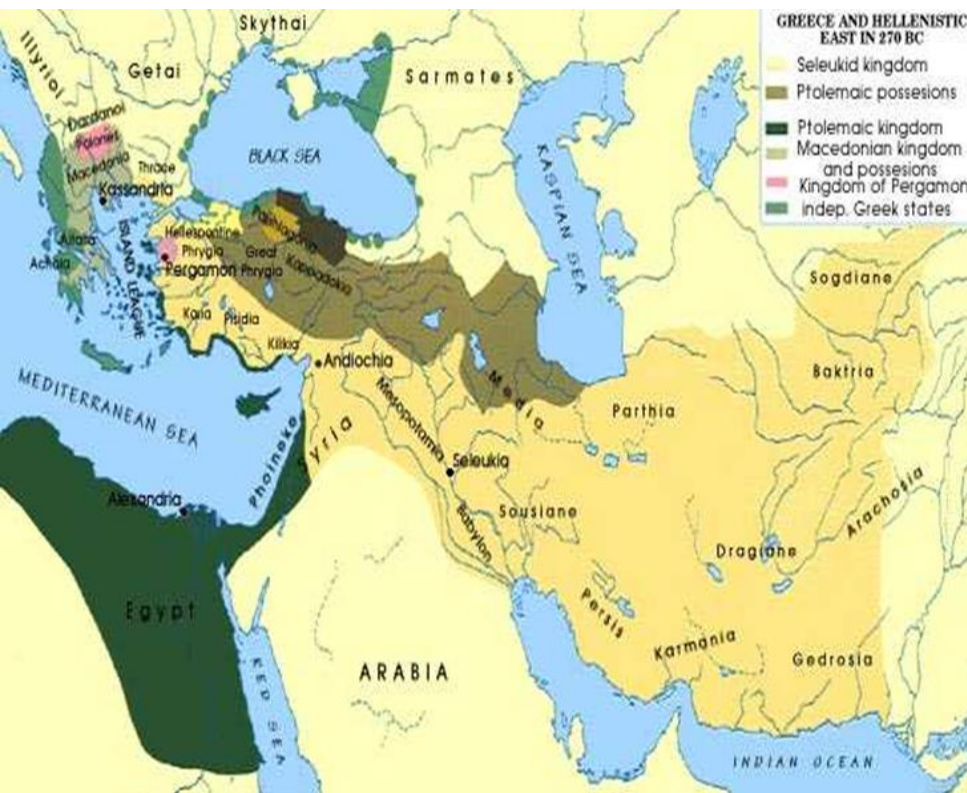 GREECE AND HELLENISTIC
EAST IN 270 BC
Seleukid kingdom
Ptolemaic possesions
Ptolemaic kingdom
Macedonian kingdom
and possesions
Kingdom of Pergamon
indep. Greek states
Skythai
Illyrioi
Getai
Sarmates
Dardanoi
Paiones
Macedonia
Thrace
Kassandria
BLACK SEA
KASPIAN SEA
ISLAND LEAGUE
Achaia
Hellespontine
Phrygia
Pergamon
Great
Phrygia
Paphlagonia
Kappadokia
Karia
Pisidia
Kilikia
Andiochia
MEDITERRANEAN SEA
Phoineke
Syria
Mesopotamia
Media
Parthia
Sogdiane
Baktria
Seleukia
Babylon
Sousiane
Persis
Karmania
Dragiane
Arachosia
Gedrosia
Alexandria
Egypt
RED SEA
ARABIA
INDIAN OCEAN